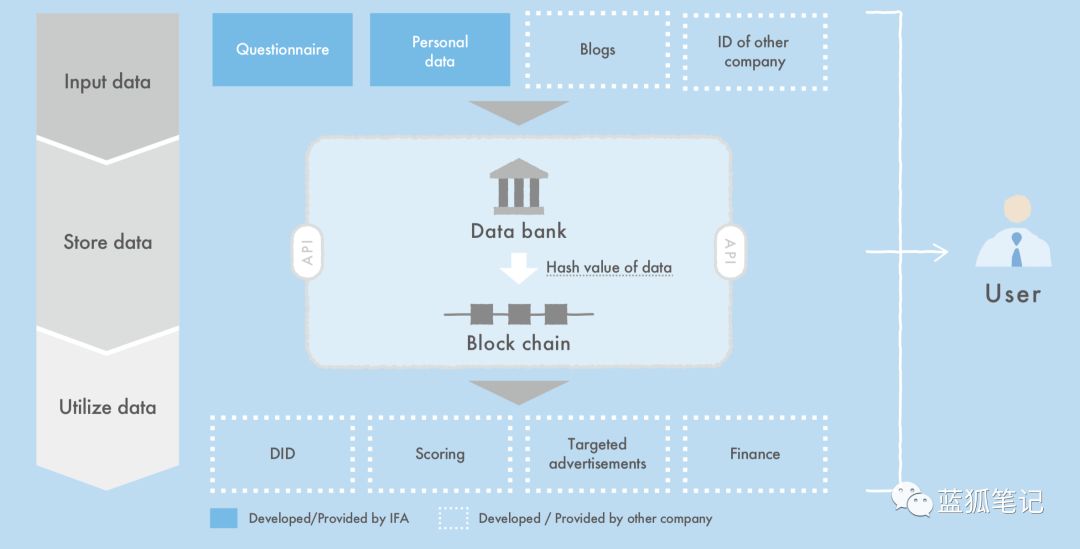 Input data
Store data
Utilize data
Questionnaire
Personal
data
Blogs
ID of other
company
API
Data bank
Hash value of data
Block chain
API
DID
Scoring
Targeted
advertisements
Finance
User
Developed/Provided by IFA
Developed / Provided by other company
蓝狐笔记